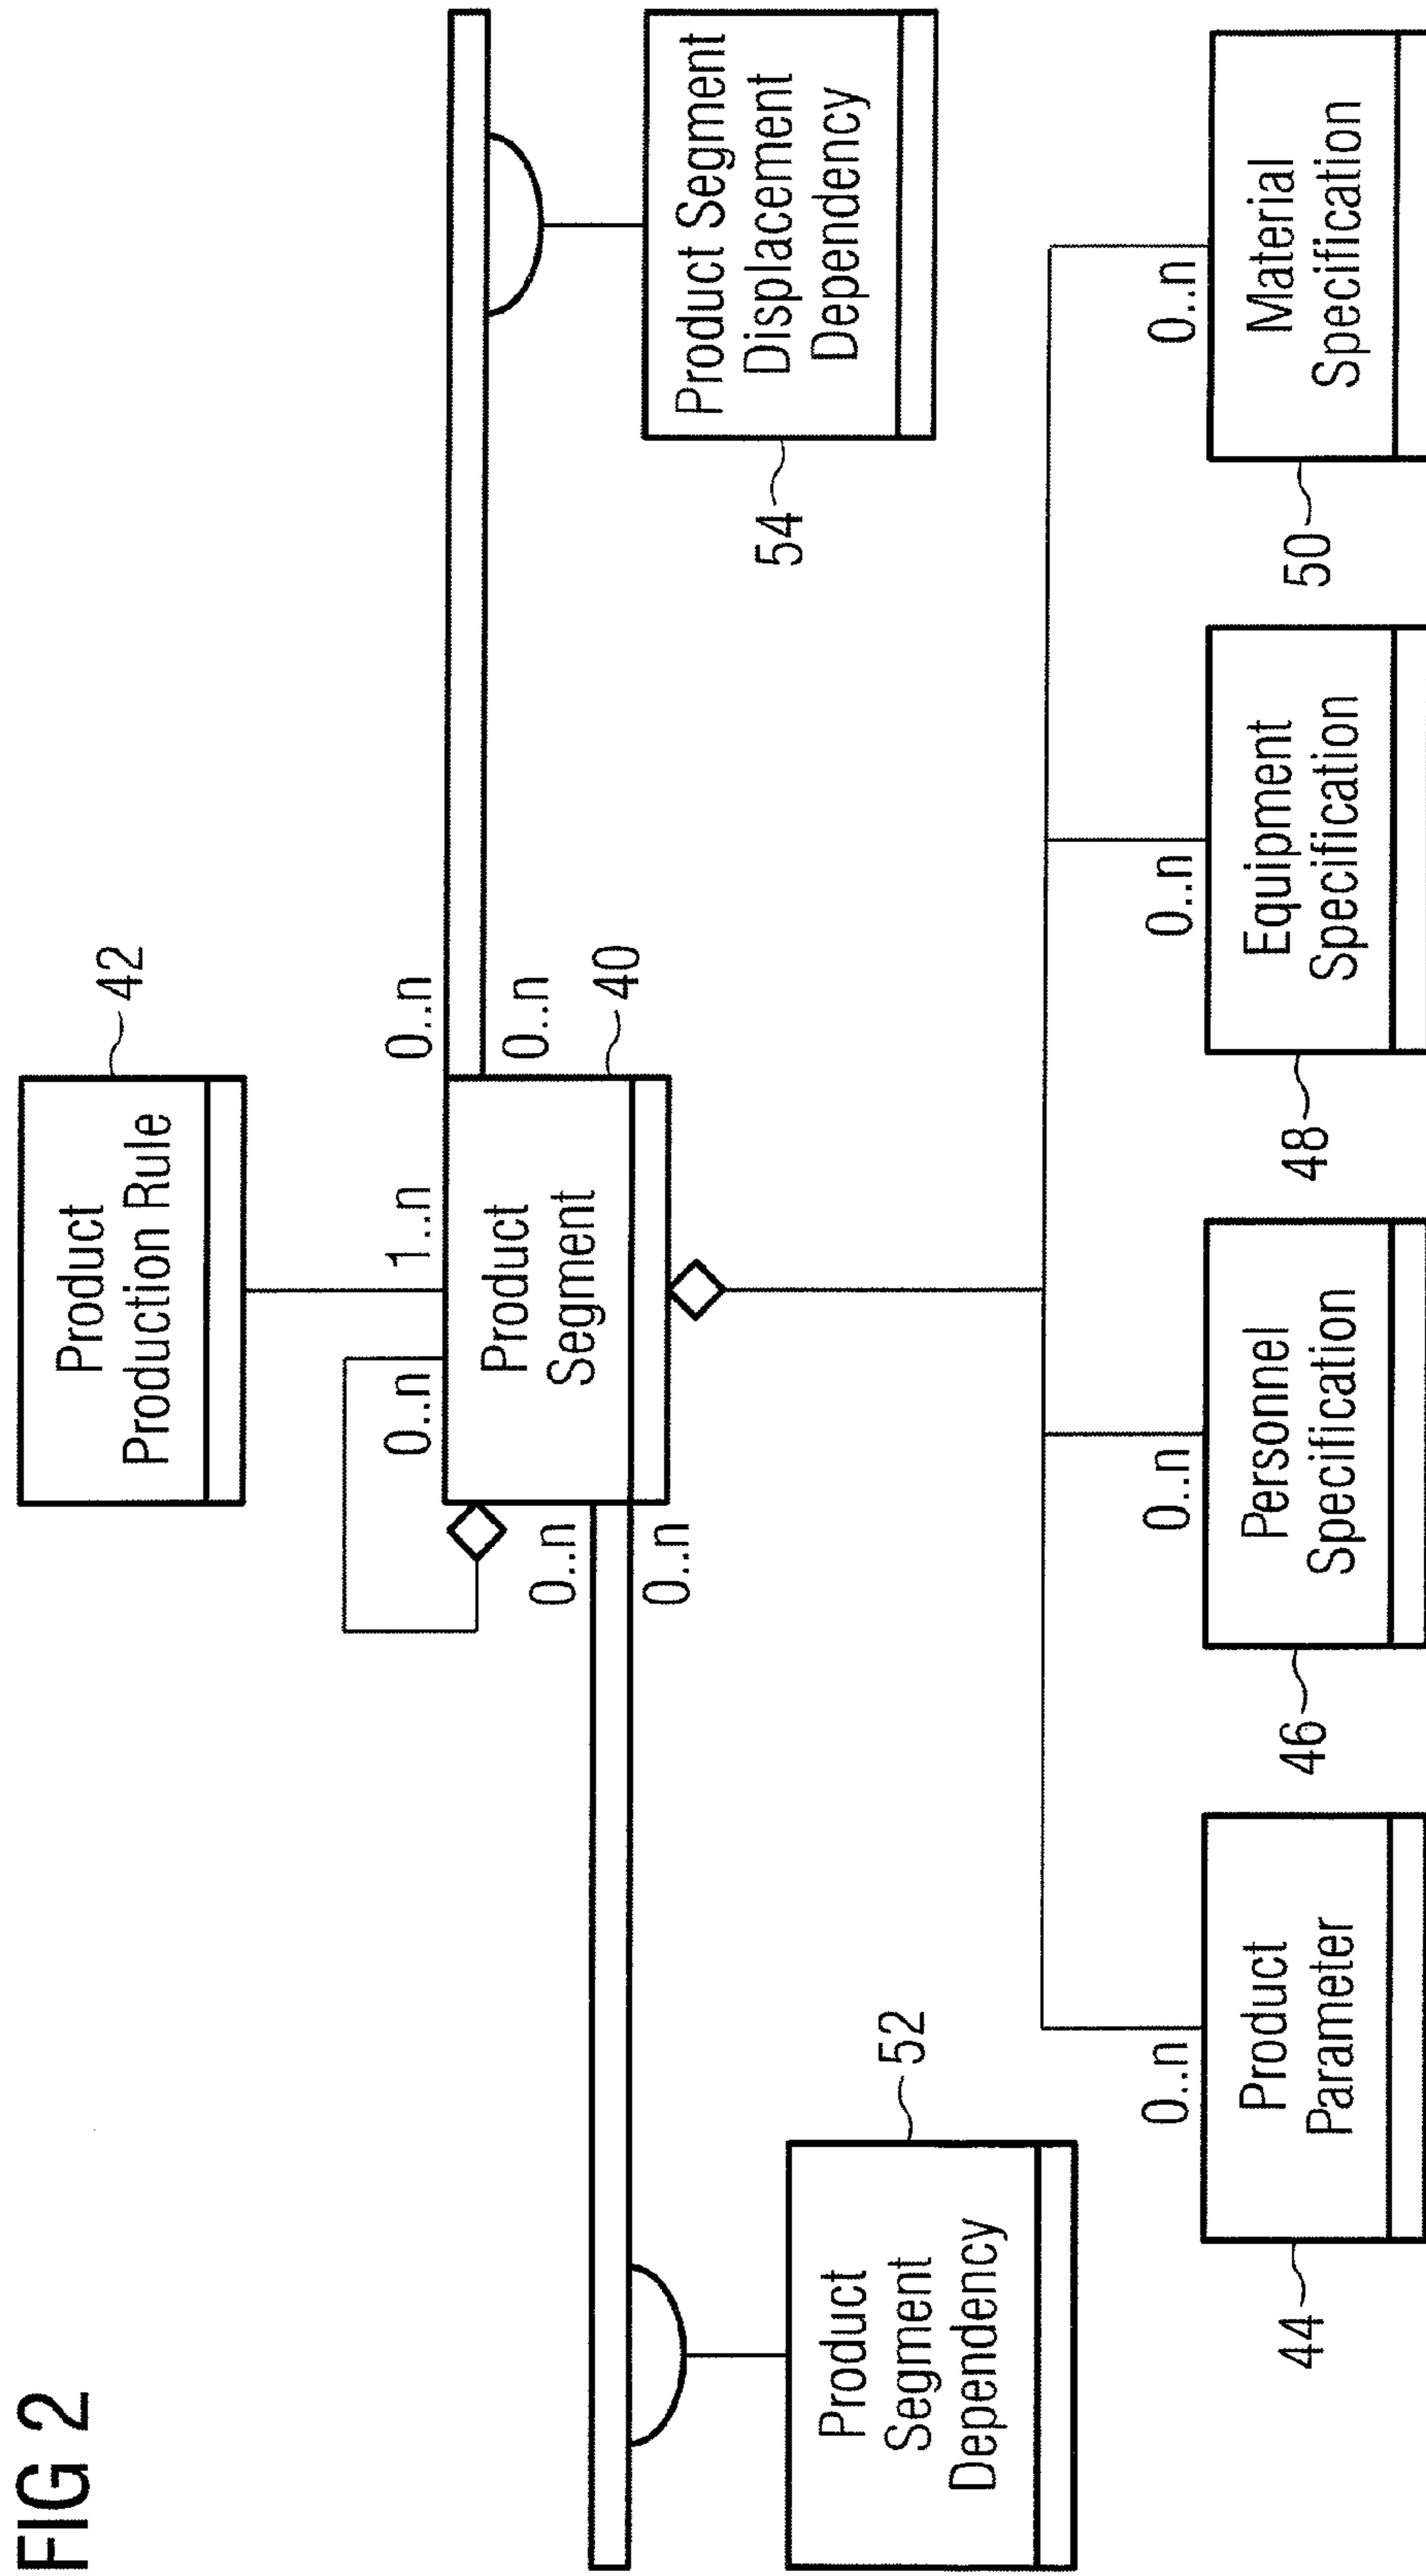 FIG 2
Product
Production Rule
42
0..n
1..n
0..n
0..n
40
Product
Segment
0..n
0..n
Product
Segment
Dependency
52
Product Segment
Displacement
Dependency
54
0..n
0..n
0..n
0..n
44
Product
Parameter
46
Personnel
Specification
48
Equipment
Specification
50
Material
Specification